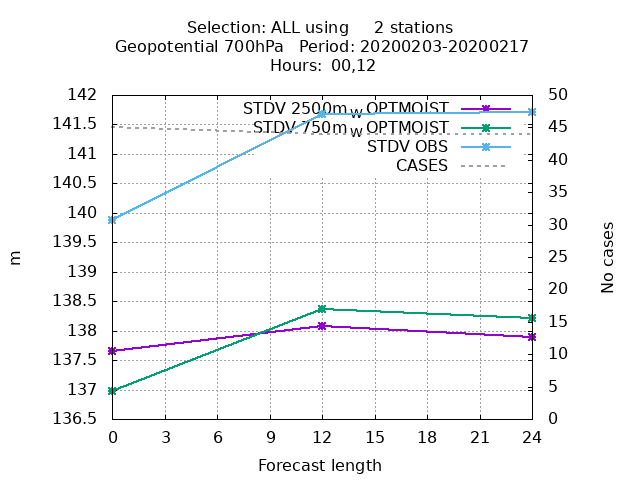 Selection: ALL using 2 stations
Geopotential 700hPa Period: 20200203-20200217
Hours: 00,12
STDV 2500m w OPTMOIST
STDV 750m w OPTMOIST
STDV OBS
CASES
142
141.5
141
140.5
140
139.5
139
138.5
138
137.5
137
136.5
m
50
45
40
35
30
25
20
15
10
5
0
No cases
0 3 6 9 12 15 18 21 24
Forecast length